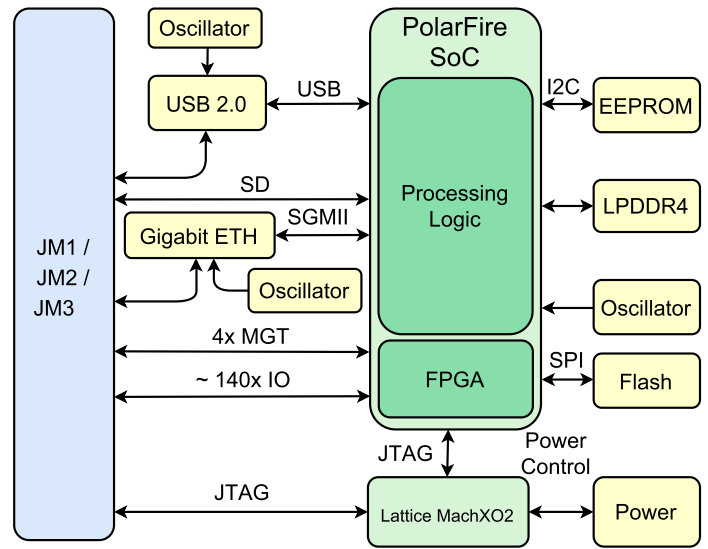 Oscillator
PolarFire
SoC
USB 2.0
USB
I2C
EEPROM
SD
Processing
Logic
LPDDR4
SGMII
Gigabit ETH
JM1 /
JM2 /
JM3
Oscillator
Oscillator
4x MGT
SPI
FPGA
Flash
~ 140x IO
JTAG
Power
Control
JTAG
Lattice MachXO2
Power